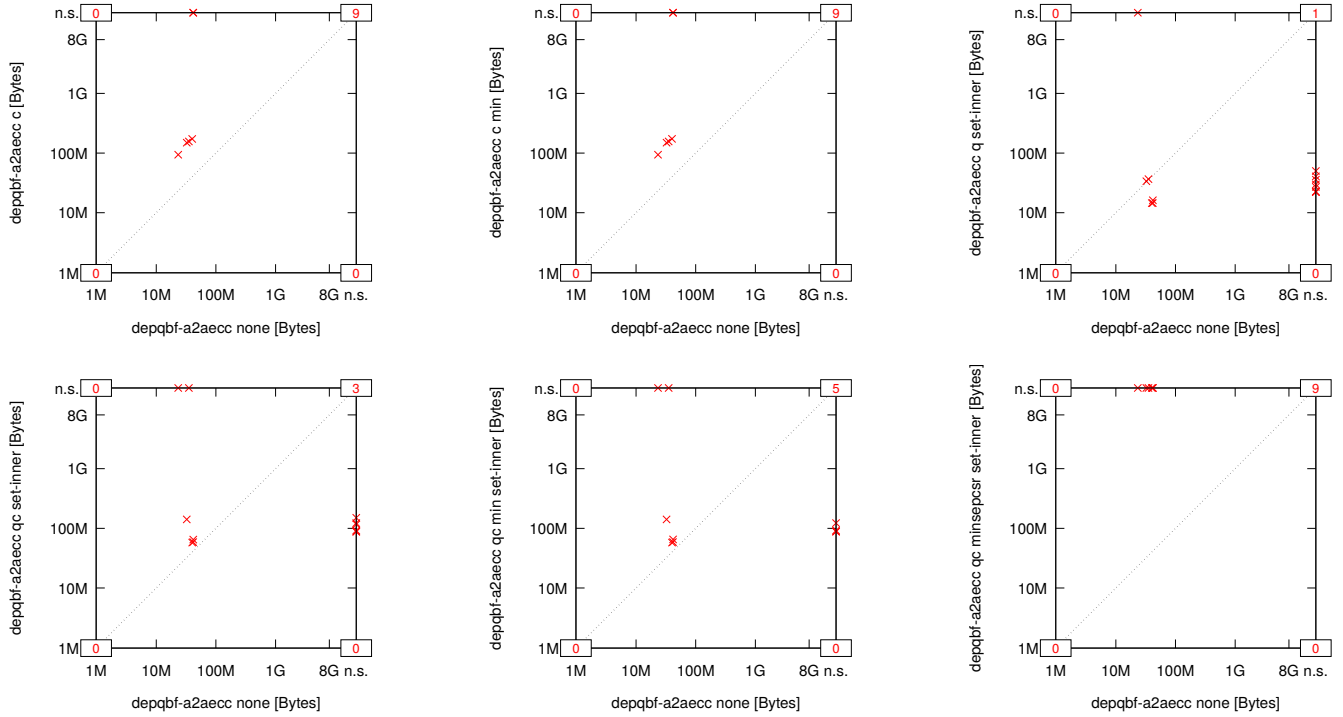 n.s. 0 9
8G
1G
100M
10M
1M 0 0
1M 10M 100M 1G 8G n.s.
depqbf-a2aecc c [Bytes]
depqbf-a2aecc none [Bytes]
n.s. 0 9
8G
1G
100M
10M
1M 0 0
1M 10M 100M 1G 8G n.s.
depqbf-a2aecc c min [Bytes]
depqbf-a2aecc none [Bytes]
n.s. 0 1
8G
1G
100M
10M
1M 0 0
1M 10M 100M 1G 8G n.s.
depqbf-a2aecc q set-inner [Bytes]
depqbf-a2aecc none [Bytes]
n.s. 0 3
8G
1G
100M
10M
1M 0 0
1M 10M 100M 1G 8G n.s.
depqbf-a2aecc qc set-inner [Bytes]
depqbf-a2aecc none [Bytes]
n.s. 0 5
8G
1G
100M
10M
1M 0 0
1M 10M 100M 1G 8G n.s.
depqbf-a2aecc qc min set-inner [Bytes]
depqbf-a2aecc none [Bytes]
n.s. 0 9
8G
1G
100M
10M
1M 0 0
1M 10M 100M 1G 8G n.s.
depqbf-a2aecc qc minsepcsr set-inner [Bytes]
depqbf-a2aecc none [Bytes]